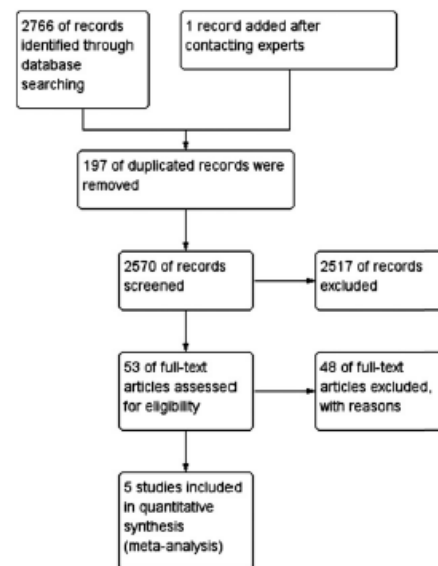 2766 of records
identified through
database
searching
1 record added after
contacting experts
197 of duplicated records were
removed
2570 of records
screened
2517 of records
excluded
53 of full-text
articles assessed
for eligibility
48 of full-text
articles excluded,
with reasons
5 studies included
in quantitative
synthesis
(meta-analysis)